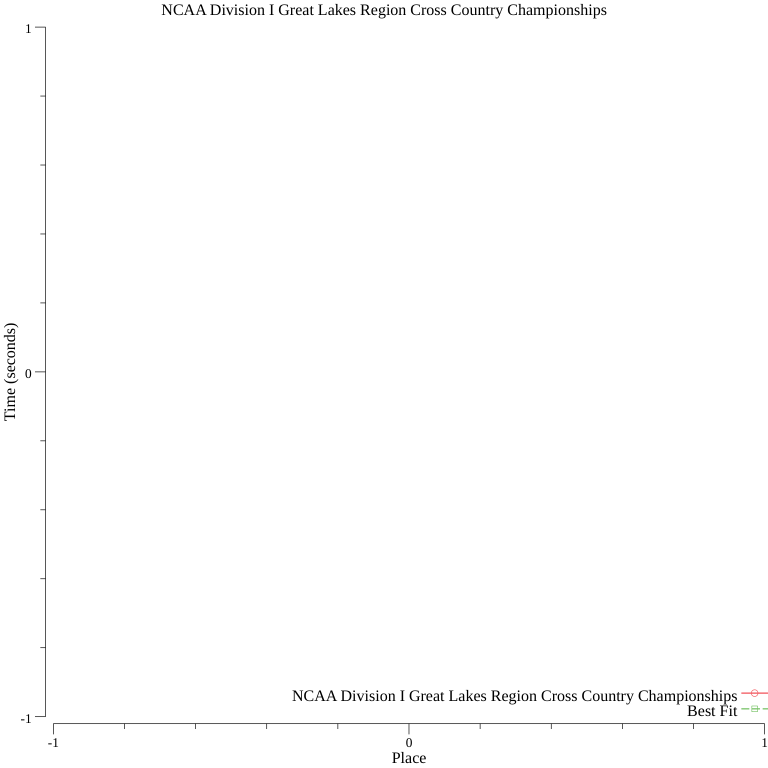 NCAA Division I Great Lakes Region Cross Country Championships
1
Time (seconds)
0
NCAA Division I Great Lakes Region Cross Country Championships
Best Fit
-1
-1 0 1
Place